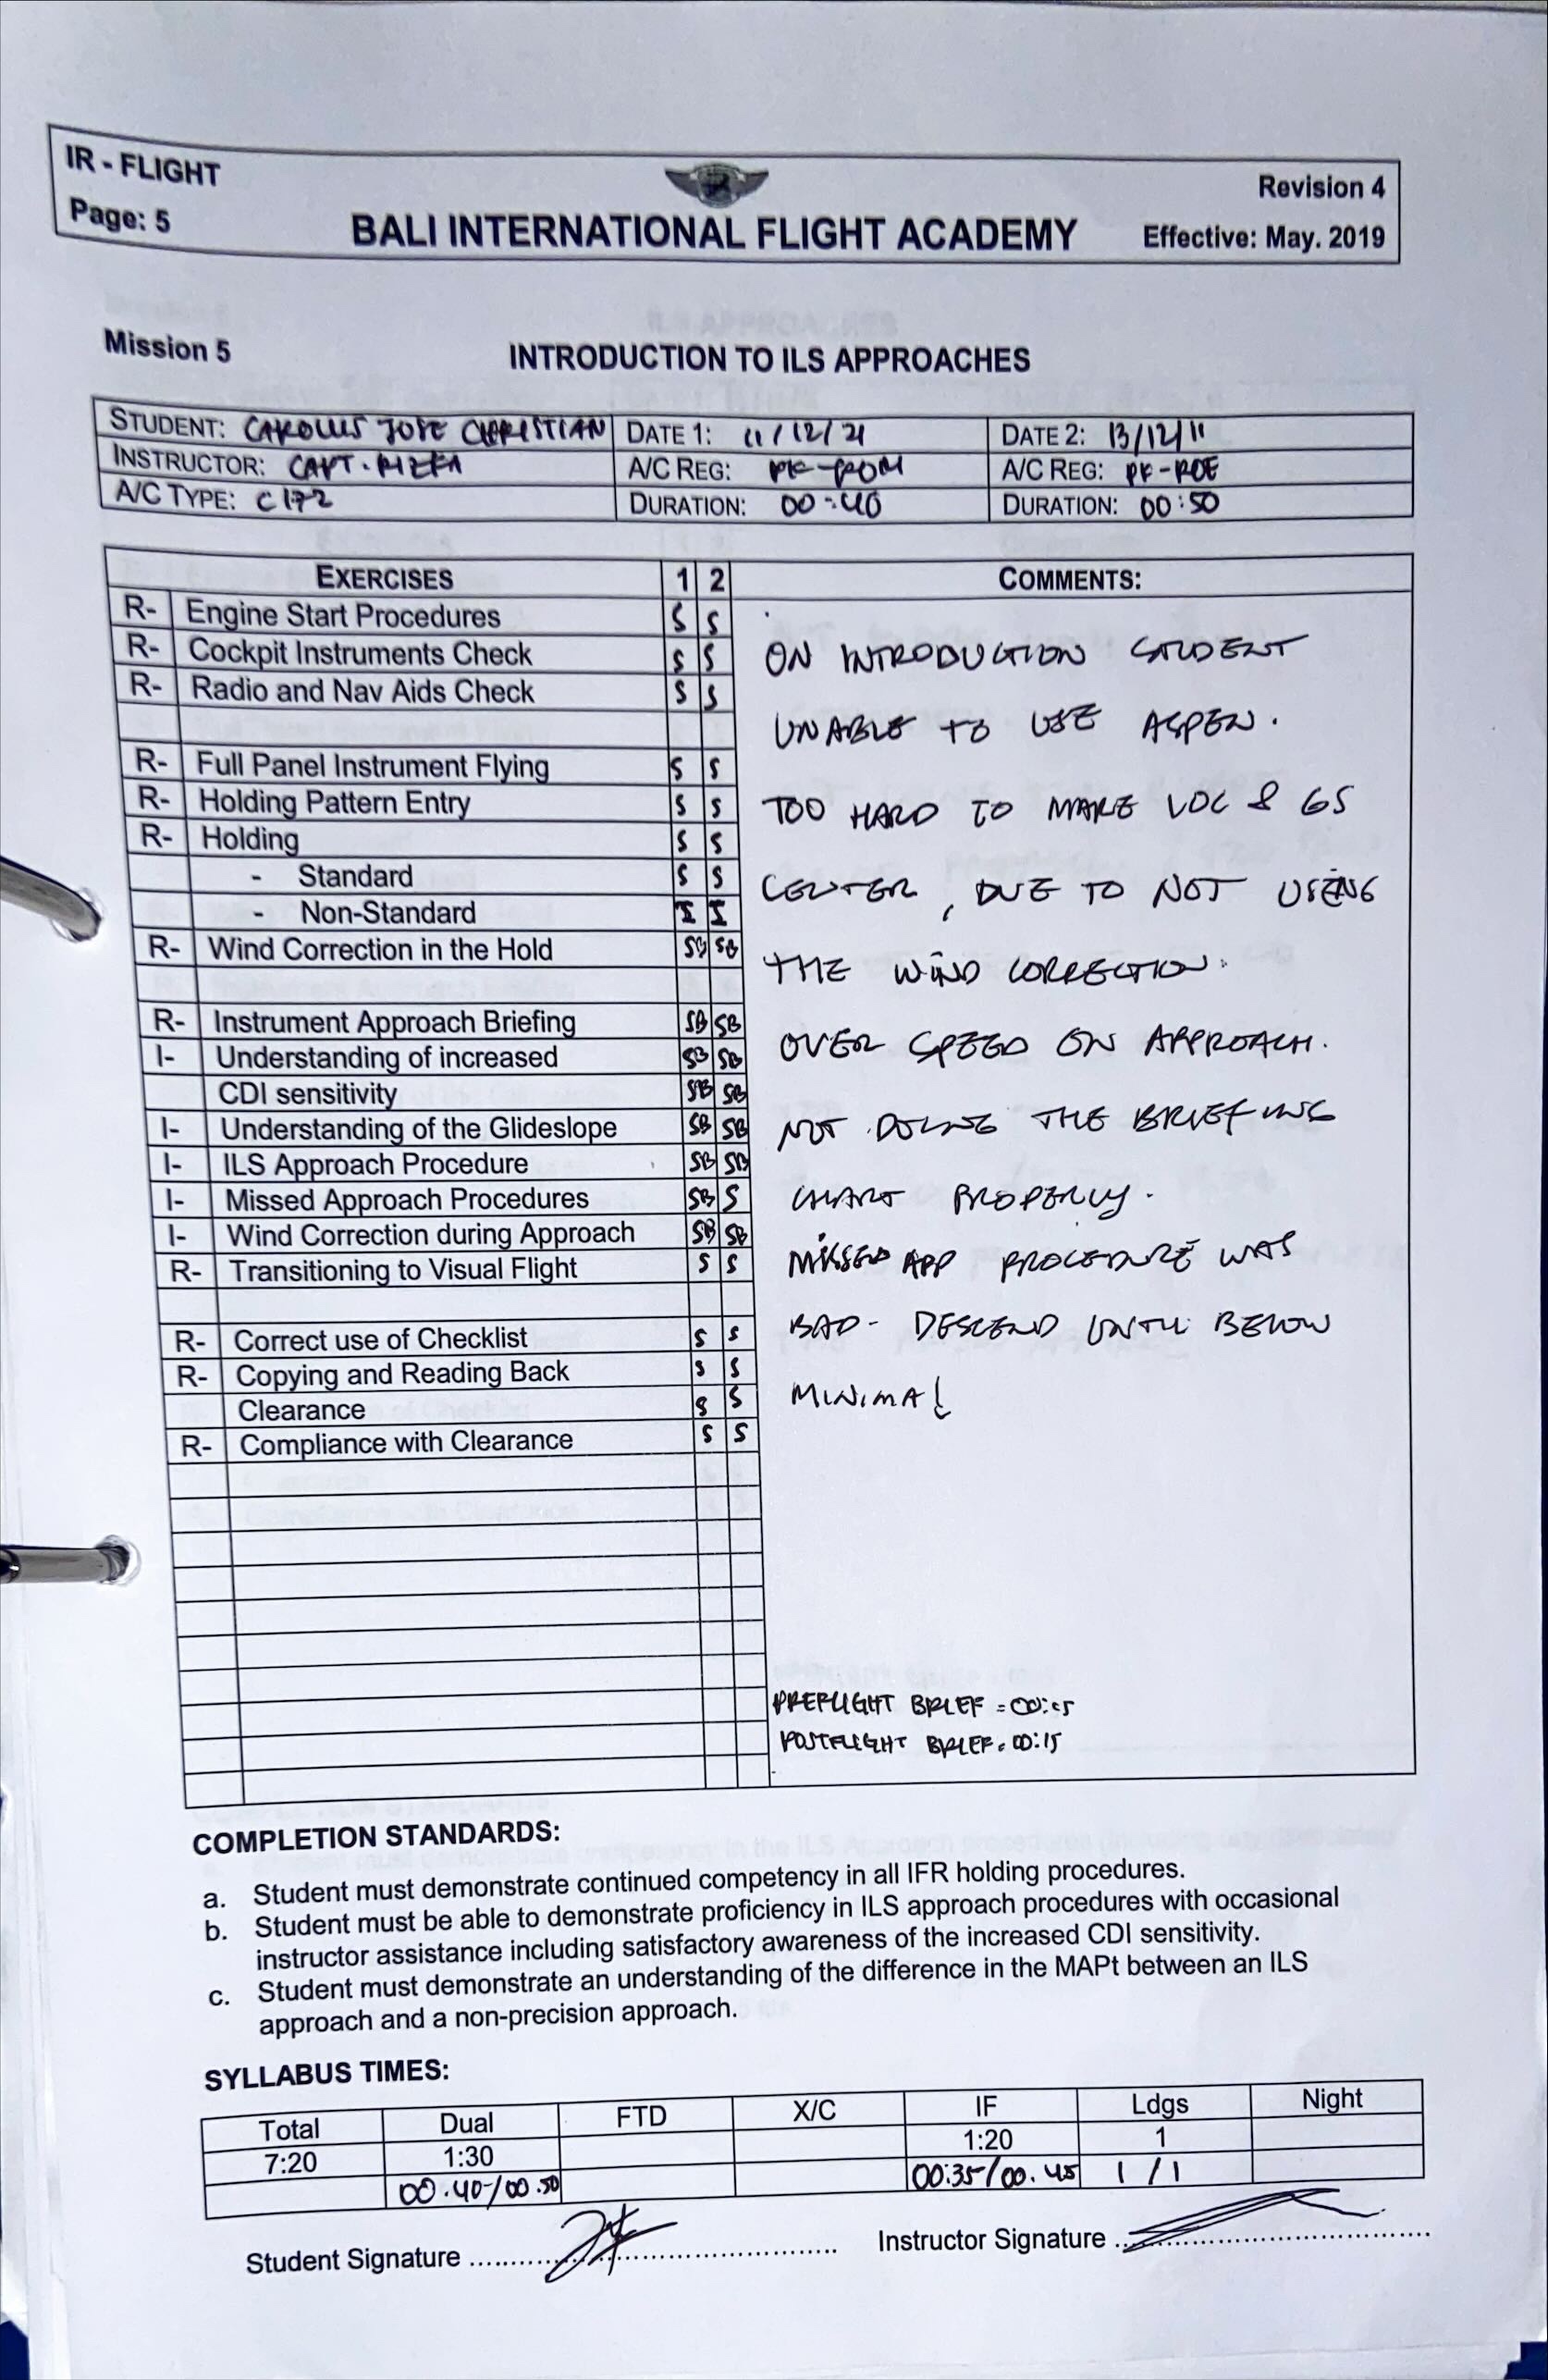 IR - FLIGHT
Page: 5
BALI INTERNATIONAL FLIGHT ACADEMY
Revision 4
Effective: May. 2019
Mission 5
INTRODUCTION TO ILS APPROACHES
STUDENT: CAROLUS JOSE CHRISTIAN DATE 1: 11/12/21 DATE 2: 13/12/11
INSTRUCTOR: CAPT. A/C REG: A/C REG: PK-ROE
A/C TYPE: C172 DURATION: 00:40 DURATION: 00:50
EXERCISES 1 2 COMMENTS:
R- Engine Start Procedures S S
R- Cockpit Instruments Check S S
R- Radio and Nav Aids Check S S
R- Full Panel Instrument Flying S S
R- Holding Pattern Entry S S
R- Holding S S
- Standard S S
- Non-Standard I I
R- Wind Correction in the Hold SB SB
R- Instrument Approach Briefing SB SB
I- Understanding of increased SB SB
CDI sensitivity SB SB
I- Understanding of the Glideslope SB SB
I- ILS Approach Procedure SB SB
I- Missed Approach Procedures SB S
I- Wind Correction during Approach SB SB
R- Transitioning to Visual Flight S S
R- Correct use of Checklist S S
R- Copying and Reading Back S S
Clearance S S
R- Compliance with Clearance S S
ON INTRODUCTION STUDENT
UNABLE TO USE ASPEN.
TOO HARD TO MAKE LOC & GS
CENTER, DUE TO NOT USING
THE WIND CORRECTION.
OVER SPEED ON APPROACH.
NOT DOING THE BRIEFING
CHART PROPERLY.
MISSED APP PROCEDURE WAS
BAD - DESCEND UNTIL BELOW
MINIMA!
PREFLIGHT BRIEF =
POSTFLIGHT BRIEF = 00:15
COMPLETION STANDARDS:
a. Student must demonstrate continued competency in all IFR holding procedures.
b. Student must be able to demonstrate proficiency in ILS approach procedures with occasional
instructor assistance including satisfactory awareness of the increased CDI sensitivity.
c. Student must demonstrate an understanding of the difference in the MAPt between an ILS
approach and a non-precision approach.
SYLLABUS TIMES:
Total Dual FTD X/C IF Ldgs Night
7:20 1:30 1:20 1
00.40/00.50 00:35/00.45 1/1
Student Signature
Instructor Signature